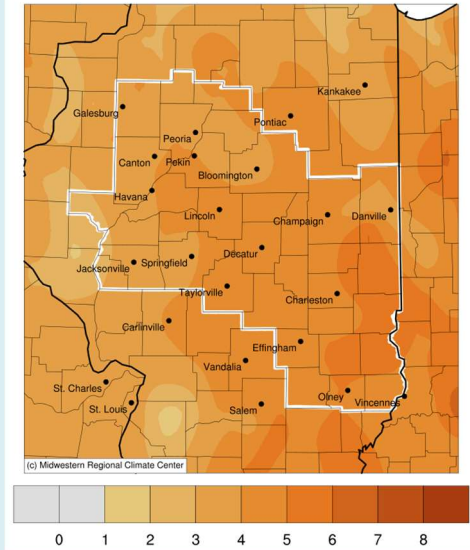 Kankakee
Galesburg
Pontiac
Peoria
Canton
Pekin
Bloomington
Havana
Lincoln
Champaign
Danville
Decatur
Jacksonville
Springfield
Taylorville
Charleston
Carlinville
Effingham
Vandalia
St. Charles
Olney
Vincennes
St. Louis
Salem
(c) Midwestern Regional Climate Center
0 1 2 3 4 5 6 7 8